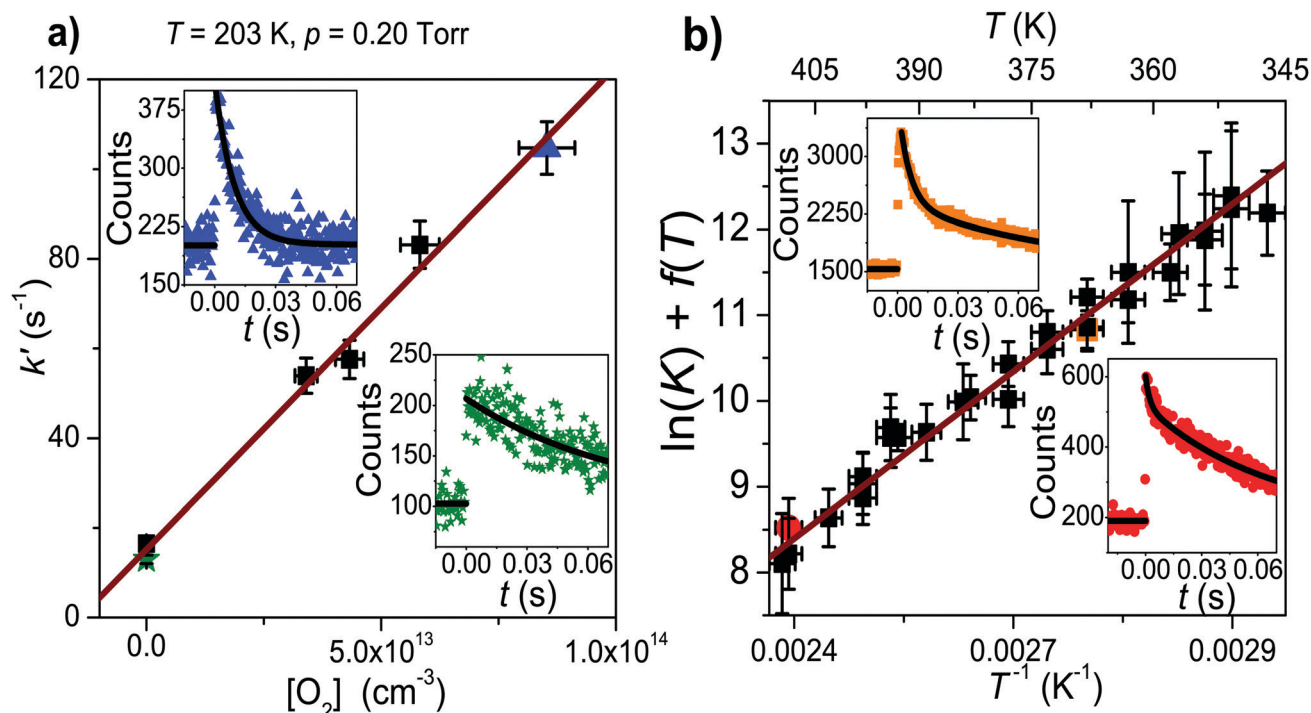 a)
T = 203 K, p = 0.20 Torr
120
80
40
0
k′ (s⁻¹)
0.0
5.0x10¹³
1.0x10¹⁴
[O₂] (cm⁻³)
375
300
225
150
Counts
0.00
0.03
0.06
t (s)
250
200
150
100
Counts
0.00
0.03
0.06
t (s)
b)
T (K)
405
390
375
360
345
13
12
11
10
9
8
ln(K) + f(T)
0.0024
0.0027
0.0029
T⁻¹ (K⁻¹)
3000
2250
1500
Counts
0.00
0.03
0.06
t (s)
600
400
200
Counts
0.00
0.03
0.06
t (s)